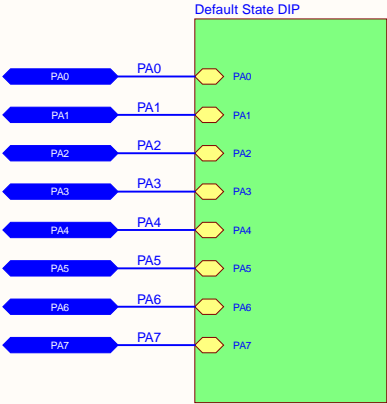 Default State DIP
PA0 PA0 PA0
PA1 PA1 PA1
PA2 PA2 PA2
PA3 PA3 PA3
PA4 PA4 PA4
PA5 PA5 PA5
PA6 PA6 PA6
PA7 PA7 PA7